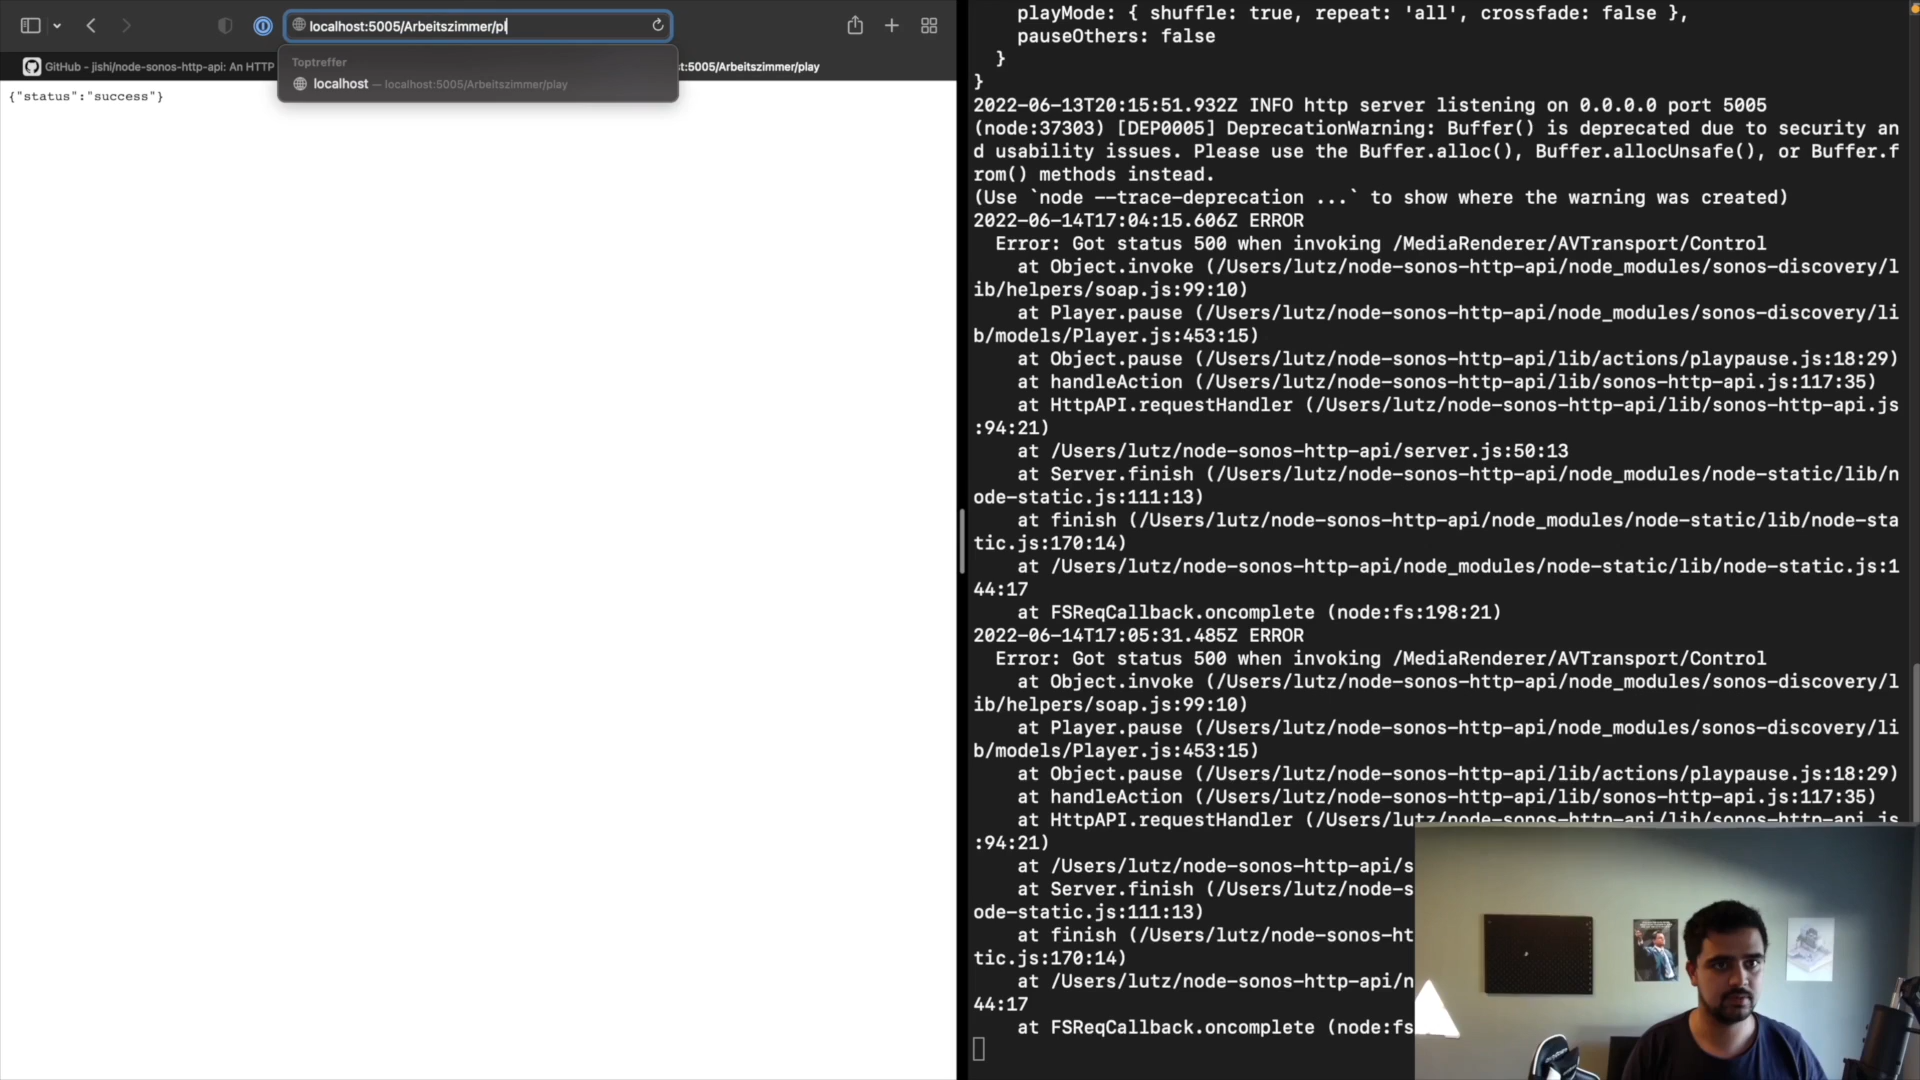 localhost:5005/Arbeitszimmer/pl
Toptreffer
localhost — localhost:5005/Arbeitszimmer/play
GitHub - jishi/node-sonos-http-api: An HTTP
t:5005/Arbeitszimmer/play
{"status":"success"}
playMode: { shuffle: true, repeat: 'all', crossfade: false },
pauseOthers: false
}
}
2022-06-13T20:15:51.932Z INFO http server listening on 0.0.0.0 port 5005
(node:37303) [DEP0005] DeprecationWarning: Buffer() is deprecated due to security an
d usability issues. Please use the Buffer.alloc(), Buffer.allocUnsafe(), or Buffer.f
rom() methods instead.
(Use `node --trace-deprecation ...` to show where the warning was created)
2022-06-14T17:04:15.606Z ERROR
Error: Got status 500 when invoking /MediaRenderer/AVTransport/Control
at Object.invoke (/Users/lutz/node-sonos-http-api/node_modules/sonos-discovery/l
ib/helpers/soap.js:99:10)
at Player.pause (/Users/lutz/node-sonos-http-api/node_modules/sonos-discovery/li
b/models/Player.js:453:15)
at Object.pause (/Users/lutz/node-sonos-http-api/lib/actions/playpause.js:18:29)
at handleAction (/Users/lutz/node-sonos-http-api/lib/sonos-http-api.js:117:35)
at HttpAPI.requestHandler (/Users/lutz/node-sonos-http-api/lib/sonos-http-api.js
:94:21)
at /Users/lutz/node-sonos-http-api/server.js:50:13
at Server.finish (/Users/lutz/node-sonos-http-api/node_modules/node-static/lib/n
ode-static.js:111:13)
at finish (/Users/lutz/node-sonos-http-api/node_modules/node-static/lib/node-sta
tic.js:170:14)
at /Users/lutz/node-sonos-http-api/node_modules/node-static/lib/node-static.js:1
44:17
at FSReqCallback.oncomplete (node:fs:198:21)
2022-06-14T17:05:31.485Z ERROR
Error: Got status 500 when invoking /MediaRenderer/AVTransport/Control
at Object.invoke (/Users/lutz/node-sonos-http-api/node_modules/sonos-discovery/l
ib/helpers/soap.js:99:10)
at Player.pause (/Users/lutz/node-sonos-http-api/node_modules/sonos-discovery/li
b/models/Player.js:453:15)
at Object.pause (/Users/lutz/node-sonos-http-api/lib/actions/playpause.js:18:29)
at handleAction (/Users/lutz/node-sonos-http-api/lib/sonos-http-api.js:117:35)
at HttpAPI.requestHandler (/Users/lutz/node-sonos-http-api/lib/sonos-http-api.js
:94:21)
at /Users/lutz/node-sonos-http-api/s
at Server.finish (/Users/lutz/node-s
ode-static.js:111:13)
at finish (/Users/lutz/node-sonos-ht
tic.js:170:14)
at /Users/lutz/node-sonos-http-api/n
44:17
at FSReqCallback.oncomplete (node:fs